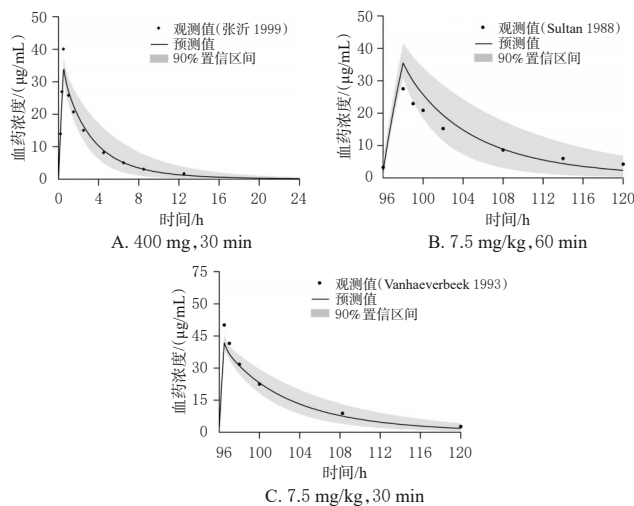 50
40
30
20
10
0
血药浓度/(μg/mL)
观测值(张沂 1999)
预测值
90% 置信区间
0 4 8 12 16 20 24
时间/h
A. 400 mg,30 min
50
40
30
20
10
0
血药浓度/(μg/mL)
观测值(Sultan 1988)
预测值
90% 置信区间
96 100 104 108 112 116 120
时间/h
B. 7.5 mg/kg,60 min
75
60
45
30
15
0
血药浓度/(μg/mL)
观测值(Vanhaeverbeek 1993)
预测值
90% 置信区间
96 100 104 108 112 116 120
时间/h
C. 7.5 mg/kg,30 min